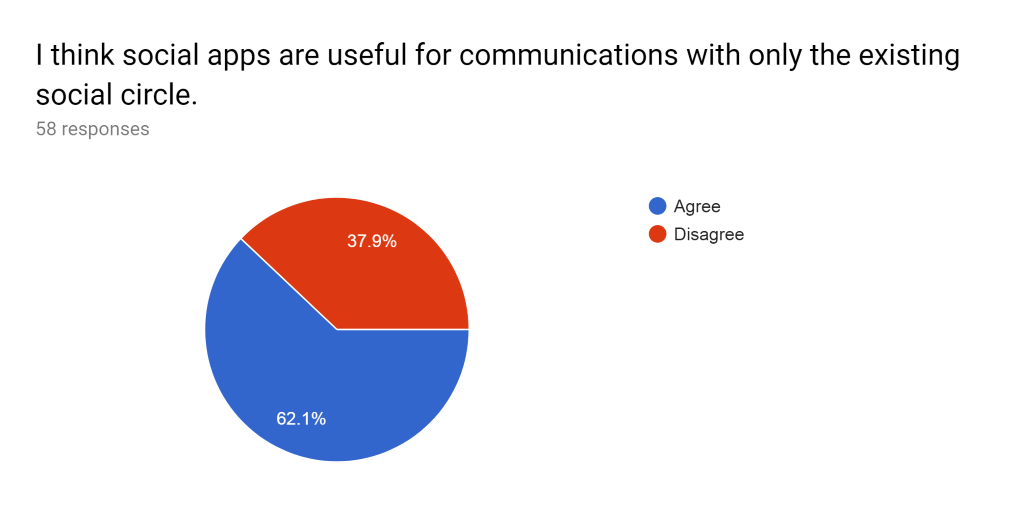 I think social apps are useful for communications with only the existing
social circle.
58 responses
Agree
Disagree
37.9%
62.1%